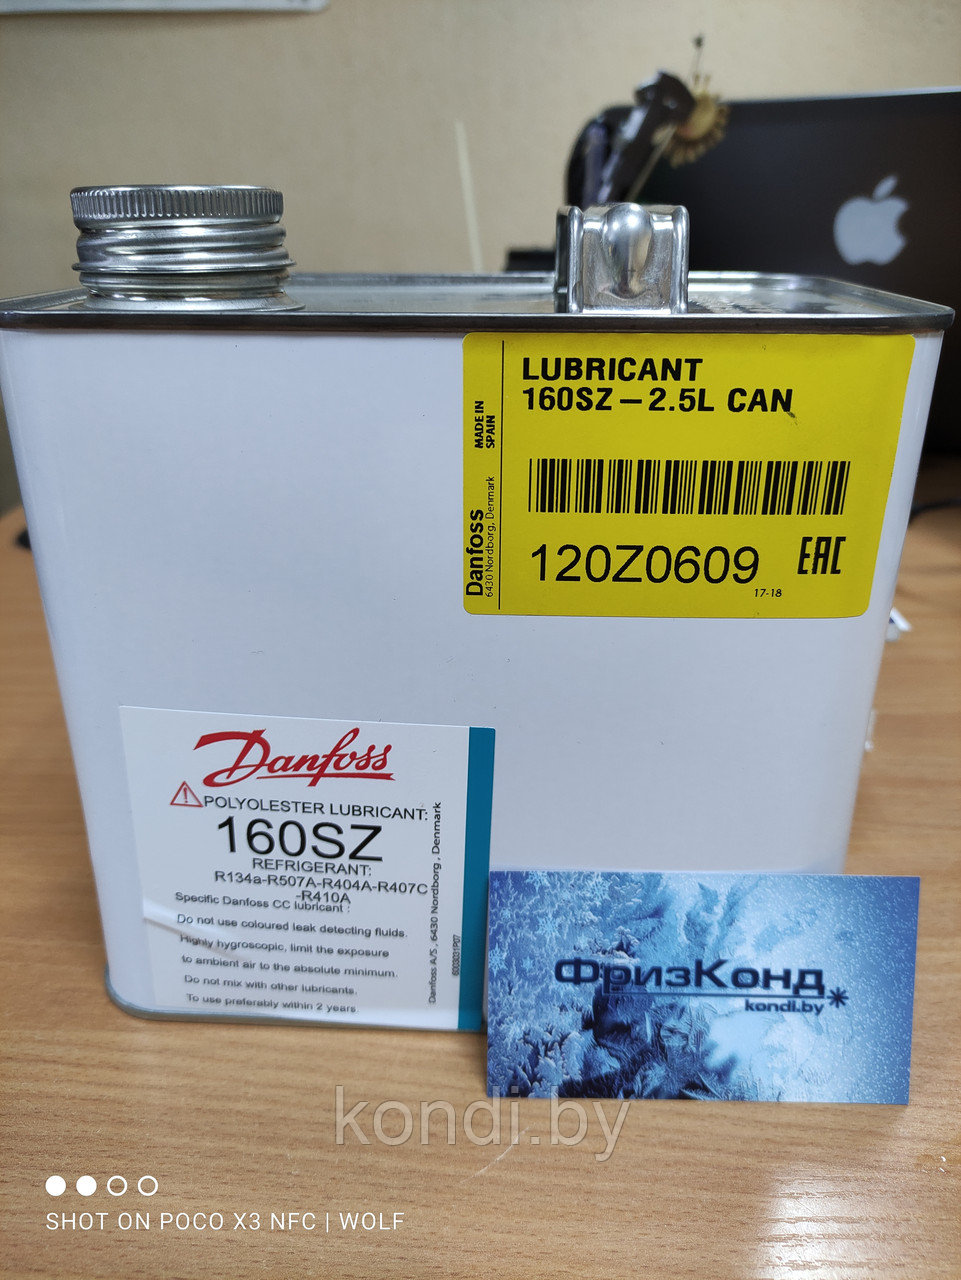 LUBRICANT
160SZ – 2.5L CAN
MADE IN
SPAIN
Danfoss
6430 Nordborg, Denmark
120Z0609
EAC
17-18
Danfoss
POLYOLESTER LUBRICANT:
160SZ
REFRIGERANT:
R134a-R507A-R404A-R407C
-R410A
Specific Danfoss CC lubricant :
Do not use coloured leak detecting fluids.
Highly hygroscopic, limit the exposure
to ambient air to the absolute minimum.
Do not mix with other lubricants.
To use preferably within 2 years.
Danfoss A/S , 6430 Nordborg , Denmark
ФризКонд
kondi.by
kondi.by
SHOT ON POCO X3 NFC | WOLF